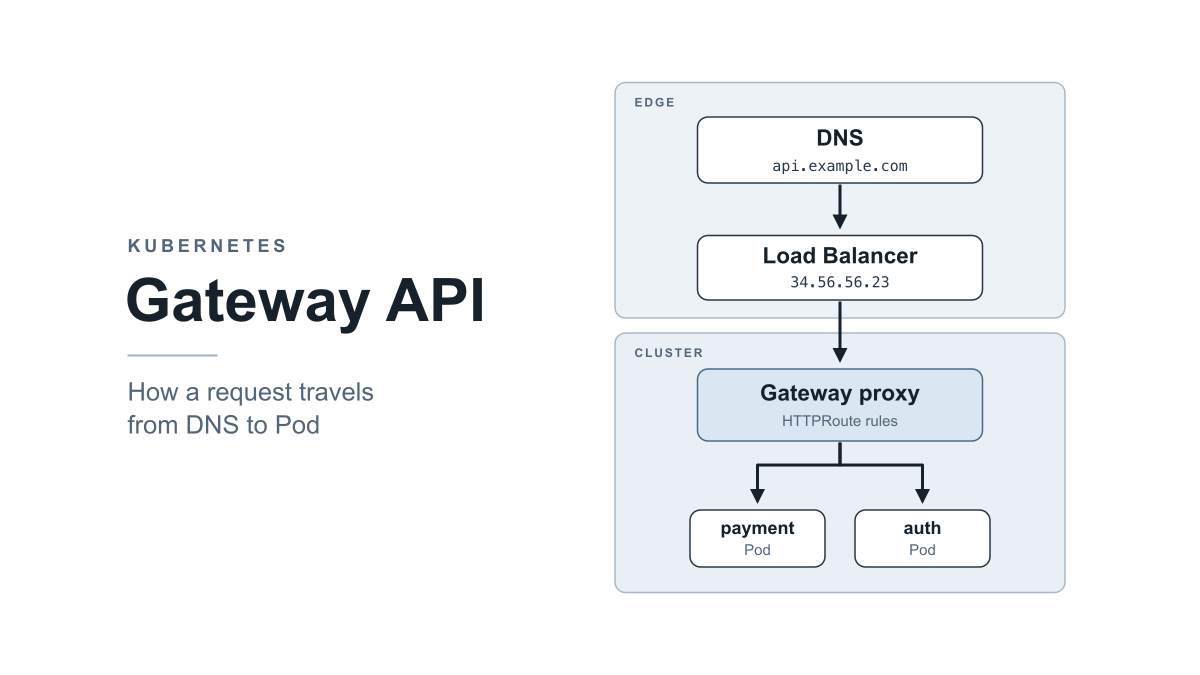 KUBERNETES
Gateway API
How a request travels
from DNS to Pod
EDGE
DNS
api.example.com
Load Balancer
34.56.56.23
CLUSTER
Gateway proxy
HTTPRoute rules
payment
Pod
auth
Pod